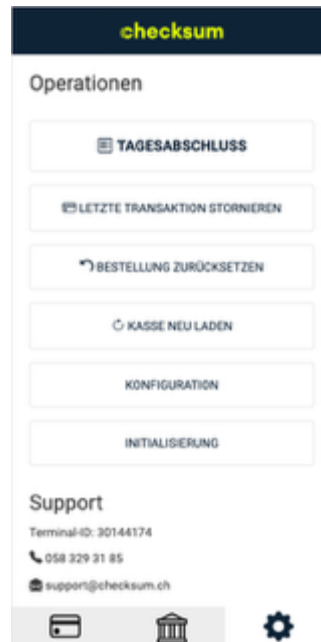 checksum
Operationen
TAGESABSCHLUSS
LETZTE TRANSAKTION STORNIEREN
BESTELLUNG ZURÜCKSETZEN
KASSE NEU LADEN
KONFIGURATION
INITIALISIERUNG
Support
Terminal-ID: 30144174
058 329 31 85
support@checksum.ch